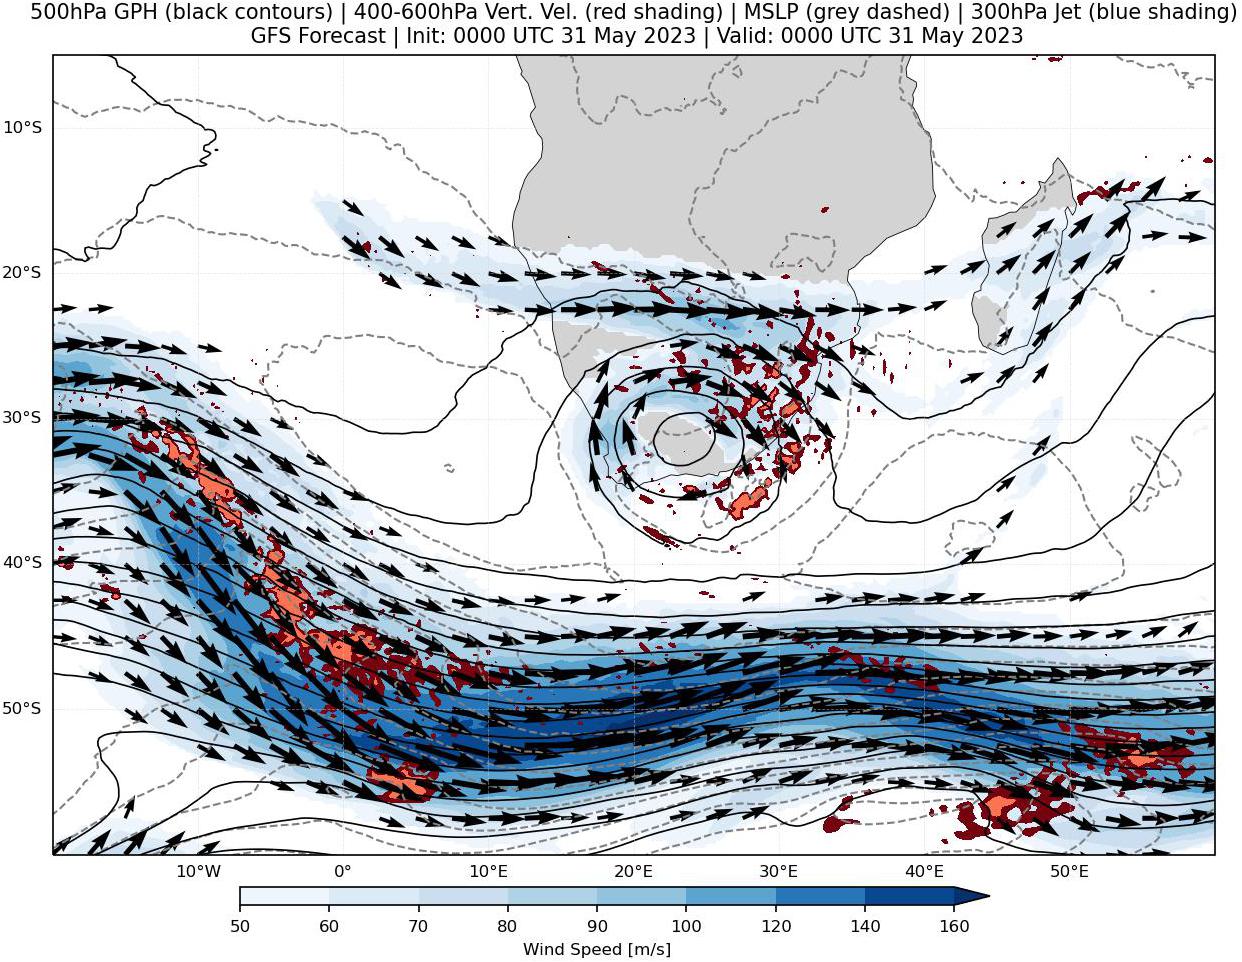 500hPa GPH (black contours) | 400-600hPa Vert. Vel. (red shading) | MSLP (grey dashed) | 300hPa Jet (blue shading)
GFS Forecast | Init: 0000 UTC 31 May 2023 | Valid: 0000 UTC 31 May 2023
10°S
20°S
30°S
40°S
50°S
10°W 0° 10°E 20°E 30°E 40°E 50°E
50 60 70 80 90 100 120 140 160
Wind Speed [m/s]